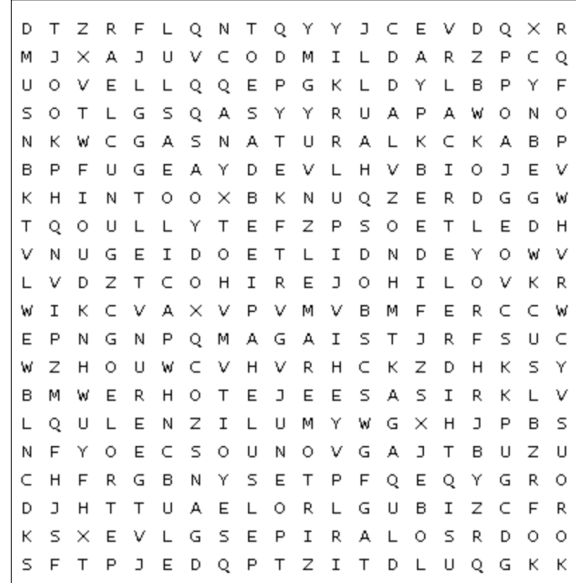 D T Z R F L Q N T Q Y Y J C E V D Q X R
M J X A J U V C O D M I L D A R Z P C Q
U O V E L L Q Q E P G K L D Y L B P Y F
S O T L G S Q A S Y Y R U A P A W O N O
N K W C G A S N A T U R A L K C K A B P
B P F U G E A Y D E V L H V B I O J E V
K H I N T O O X B K N U Q Z E R D G G W
T Q O U L L Y T E F Z P S O E T L E D H
V N U G E I D O E T L I D N D E Y O W V
L V D Z T C O H I R E J O H I L O V K R
W I K C V A X V P V M V B M F E R C C W
E P N G N P Q M A G A I S T J R F S U C
W Z H O U W C V H V R H C K Z D H K S Y
B M W E R H O T E J E E S A S I R K L V
L Q U L E N Z I L U M Y W G X H J P B S
N F Y O E C S O U N O V G A J T B U Z U
C H F R G B N Y S E T P F Q E Q Y G R O
D J H T T U A E L O R L G U B I Z C F R
K S X E V L G S E P I R A L O S R D O O
S F T P J E D Q P T Z I T D L U Q G K K